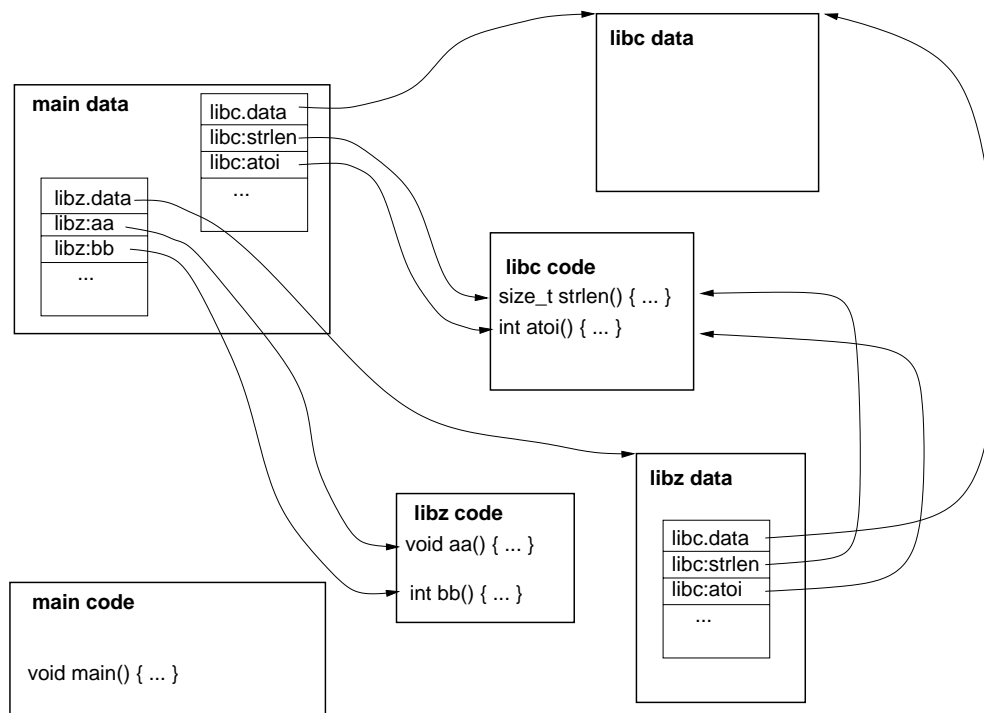 libc data
main data
libc.data
libc:strlen
libc:atoi
...
libz.data
libz:aa
libz:bb
...
libc code
size_t strlen() { ... }
int atoi() { ... }
libz data
libc.data
libc:strlen
libc:atoi
...
libz code
void aa() { ... }
int bb() { ... }
main code
void main() { ... }